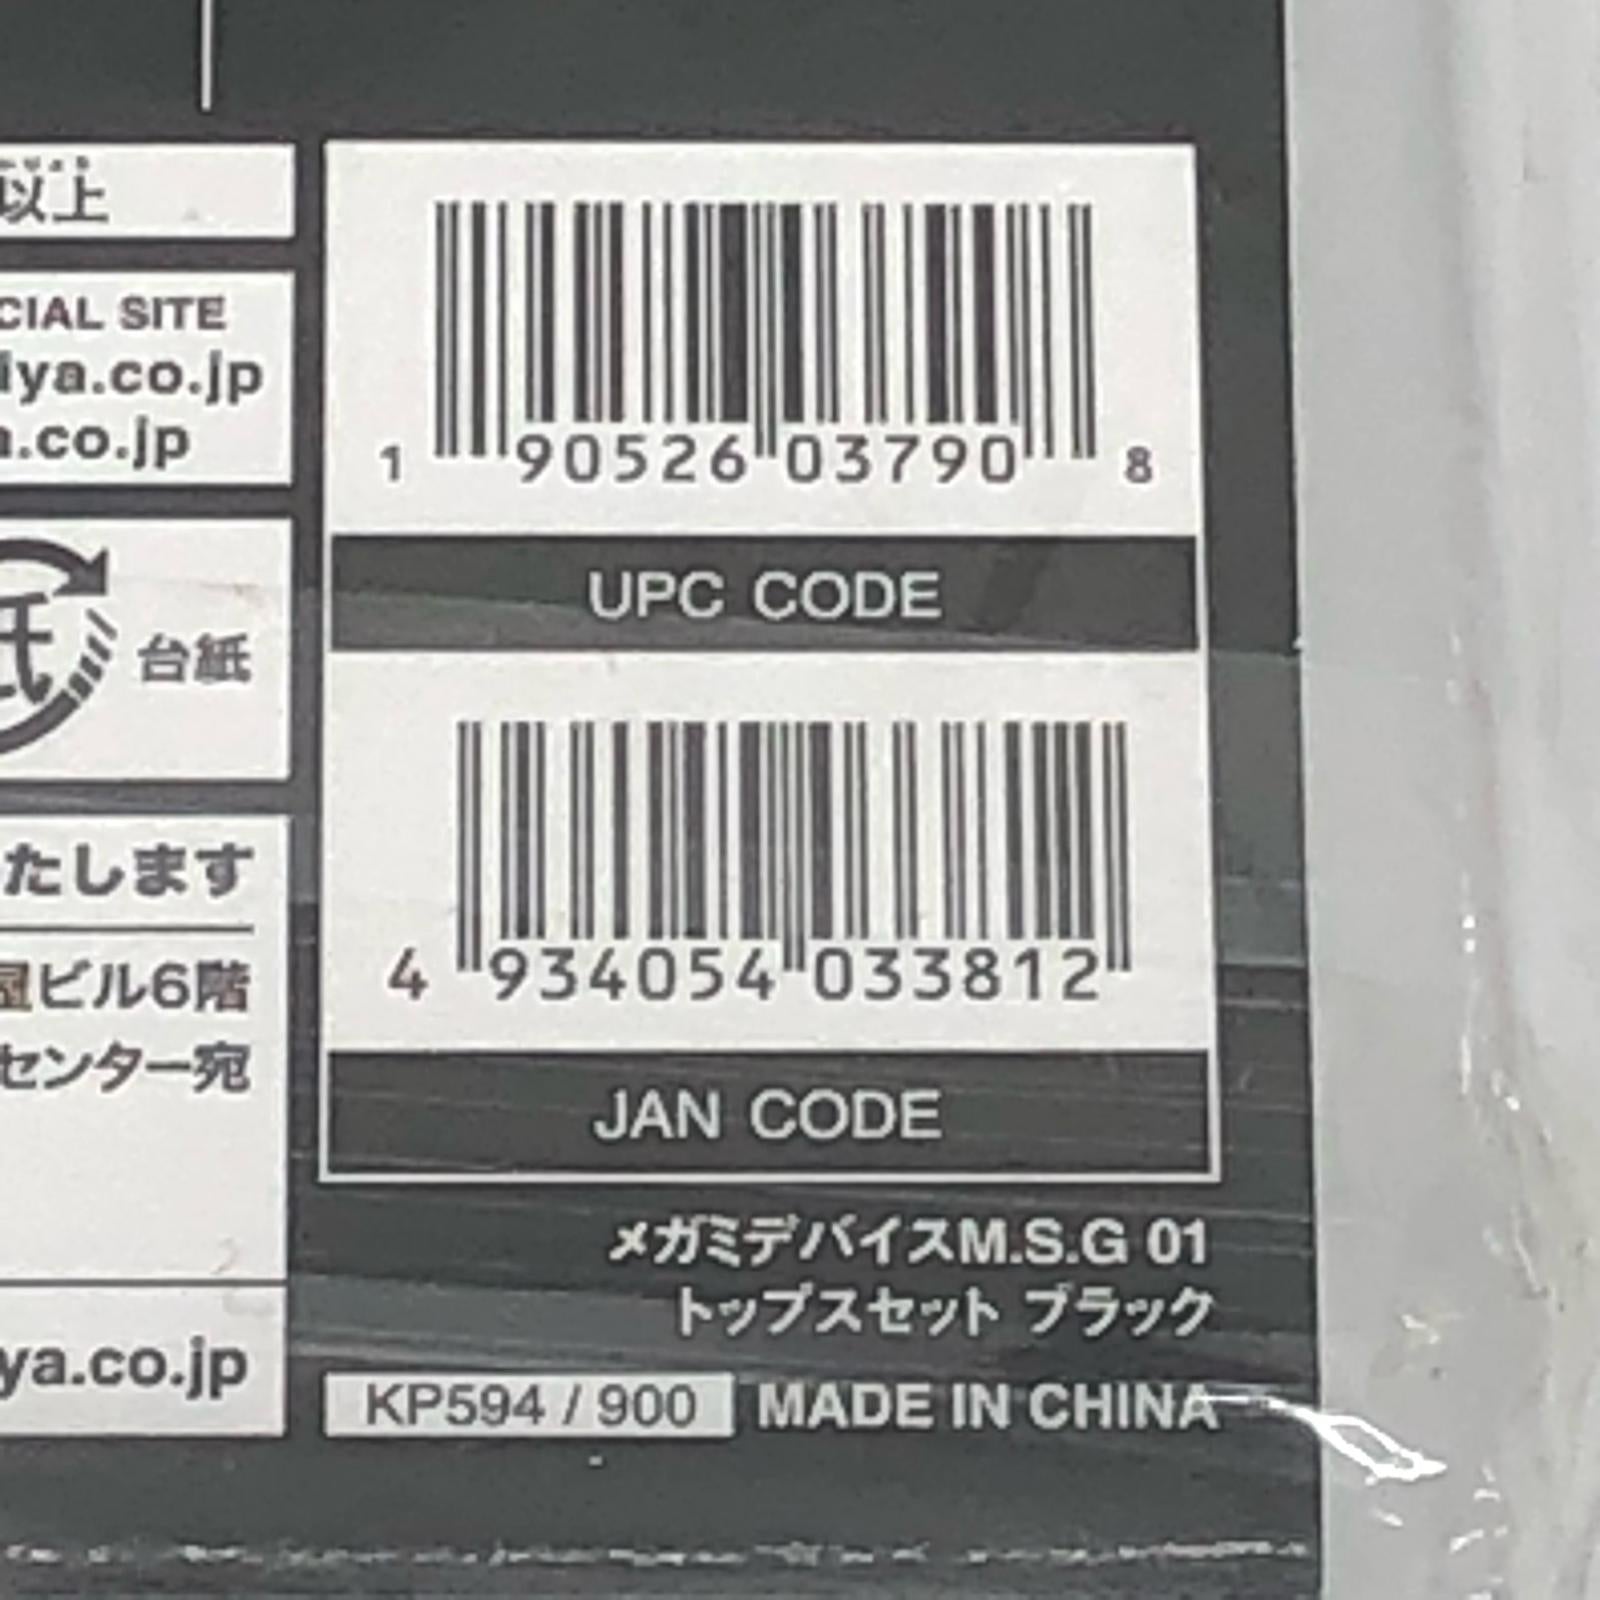 以上
CIAL SITE
iya.co.jp
a.co.jp
紙
台紙
たします
屋ビル6階
センター宛
ya.co.jp
1 90526 03790 8
UPC CODE
4 934054 033812
JAN CODE
メガミデバイスM.S.G 01
トップスセット ブラック
KP594 / 900 MADE IN CHINA